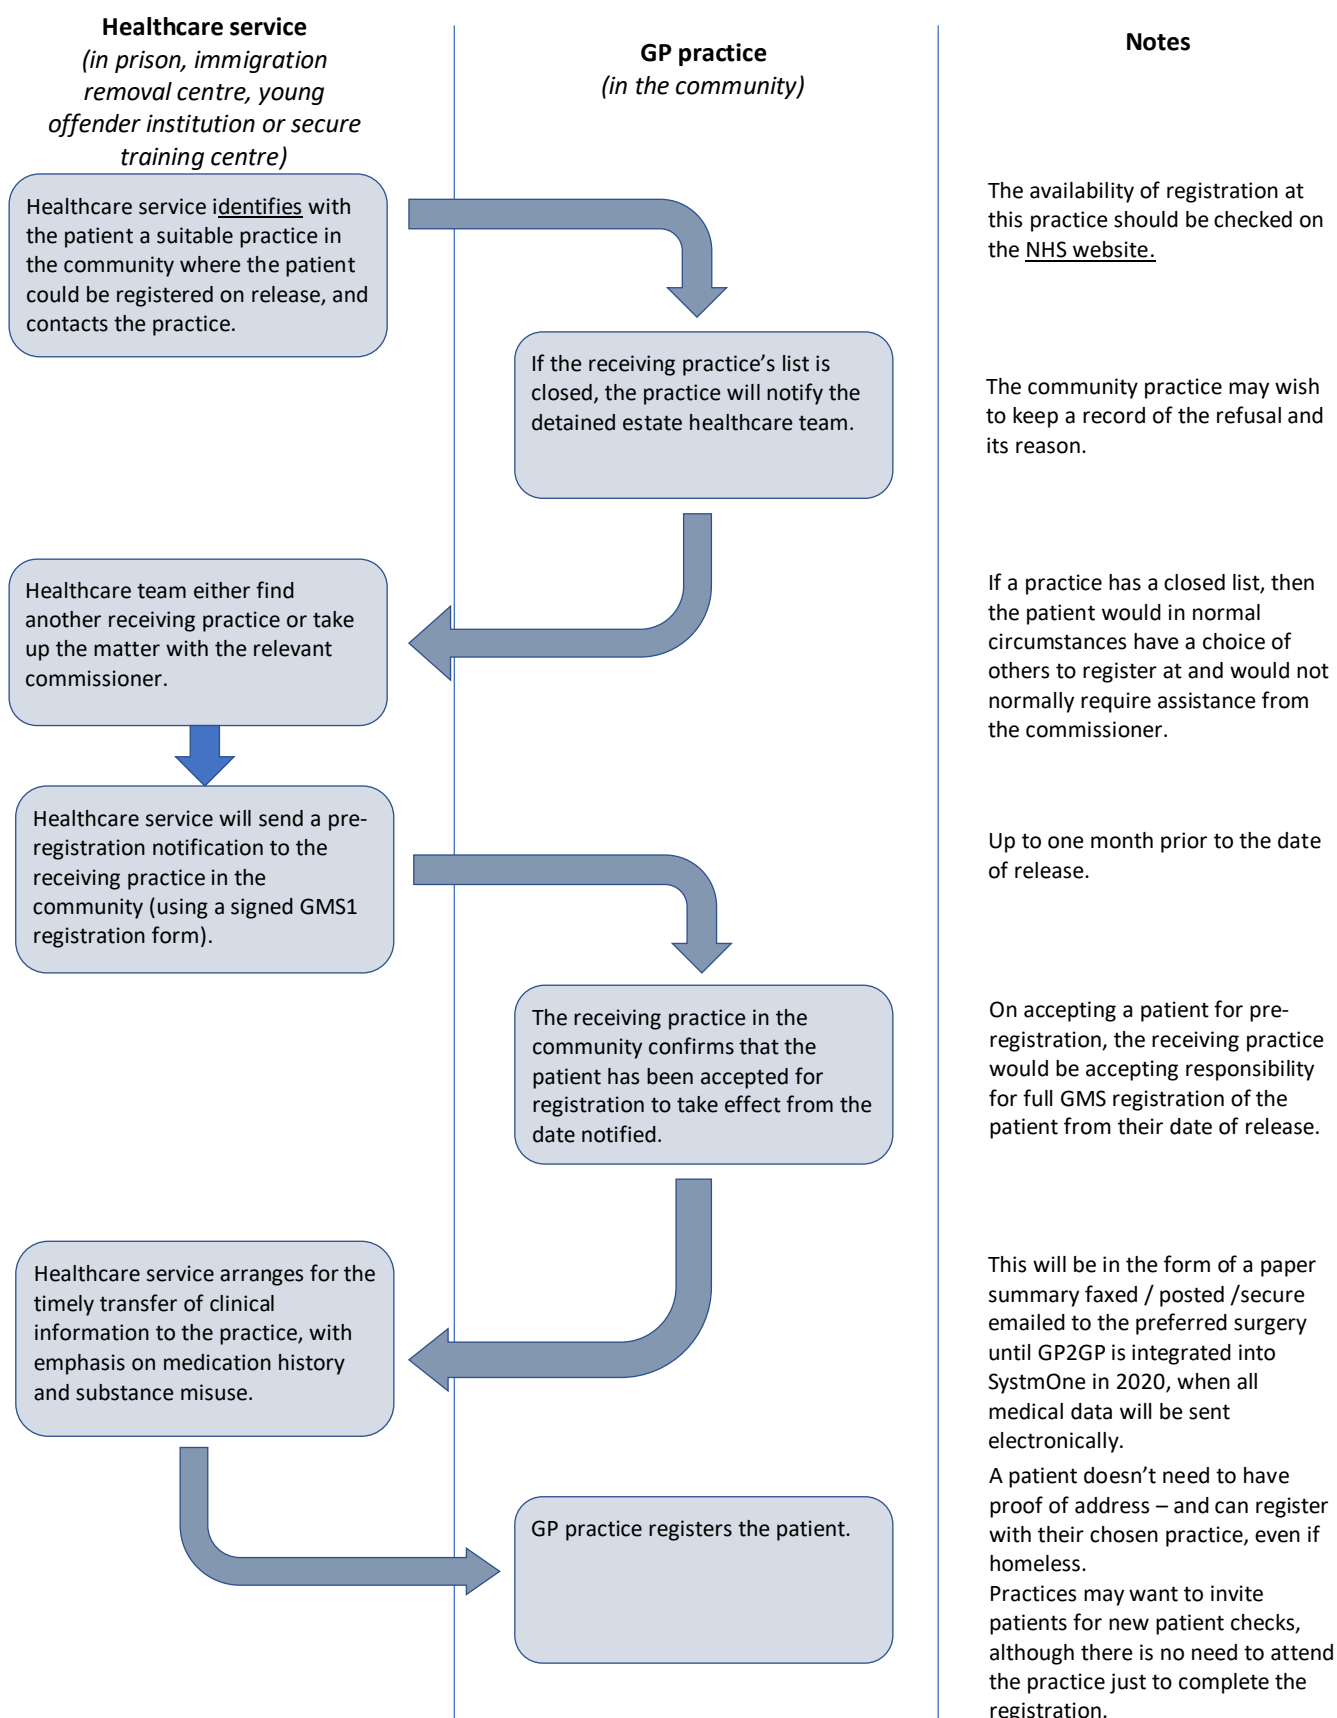 Healthcare service
(in prison, immigration
removal centre, young
offender institution or secure
training centre)
GP practice
(in the community)
Notes
Healthcare service identifies with
the patient a suitable practice in
the community where the patient
could be registered on release, and
contacts the practice.
The availability of registration at
this practice should be checked on
the NHS website.
If the receiving practice’s list is
closed, the practice will notify the
detained estate healthcare team.
The community practice may wish
to keep a record of the refusal and
its reason.
Healthcare team either find
another receiving practice or take
up the matter with the relevant
commissioner.
If a practice has a closed list, then
the patient would in normal
circumstances have a choice of
others to register at and would not
normally require assistance from
the commissioner.
Healthcare service will send a pre-
registration notification to the
receiving practice in the
community (using a signed GMS1
registration form).
Up to one month prior to the date
of release.
The receiving practice in the
community confirms that the
patient has been accepted for
registration to take effect from the
date notified.
On accepting a patient for pre-
registration, the receiving practice
would be accepting responsibility
for full GMS registration of the
patient from their date of release.
Healthcare service arranges for the
timely transfer of clinical
information to the practice, with
emphasis on medication history
and substance misuse.
This will be in the form of a paper
summary faxed / posted /secure
emailed to the preferred surgery
until GP2GP is integrated into
SystmOne in 2020, when all
medical data will be sent
electronically.
GP practice registers the patient.
A patient doesn’t need to have
proof of address – and can register
with their chosen practice, even if
homeless.
Practices may want to invite
patients for new patient checks,
although there is no need to attend
the practice just to complete the
registration.